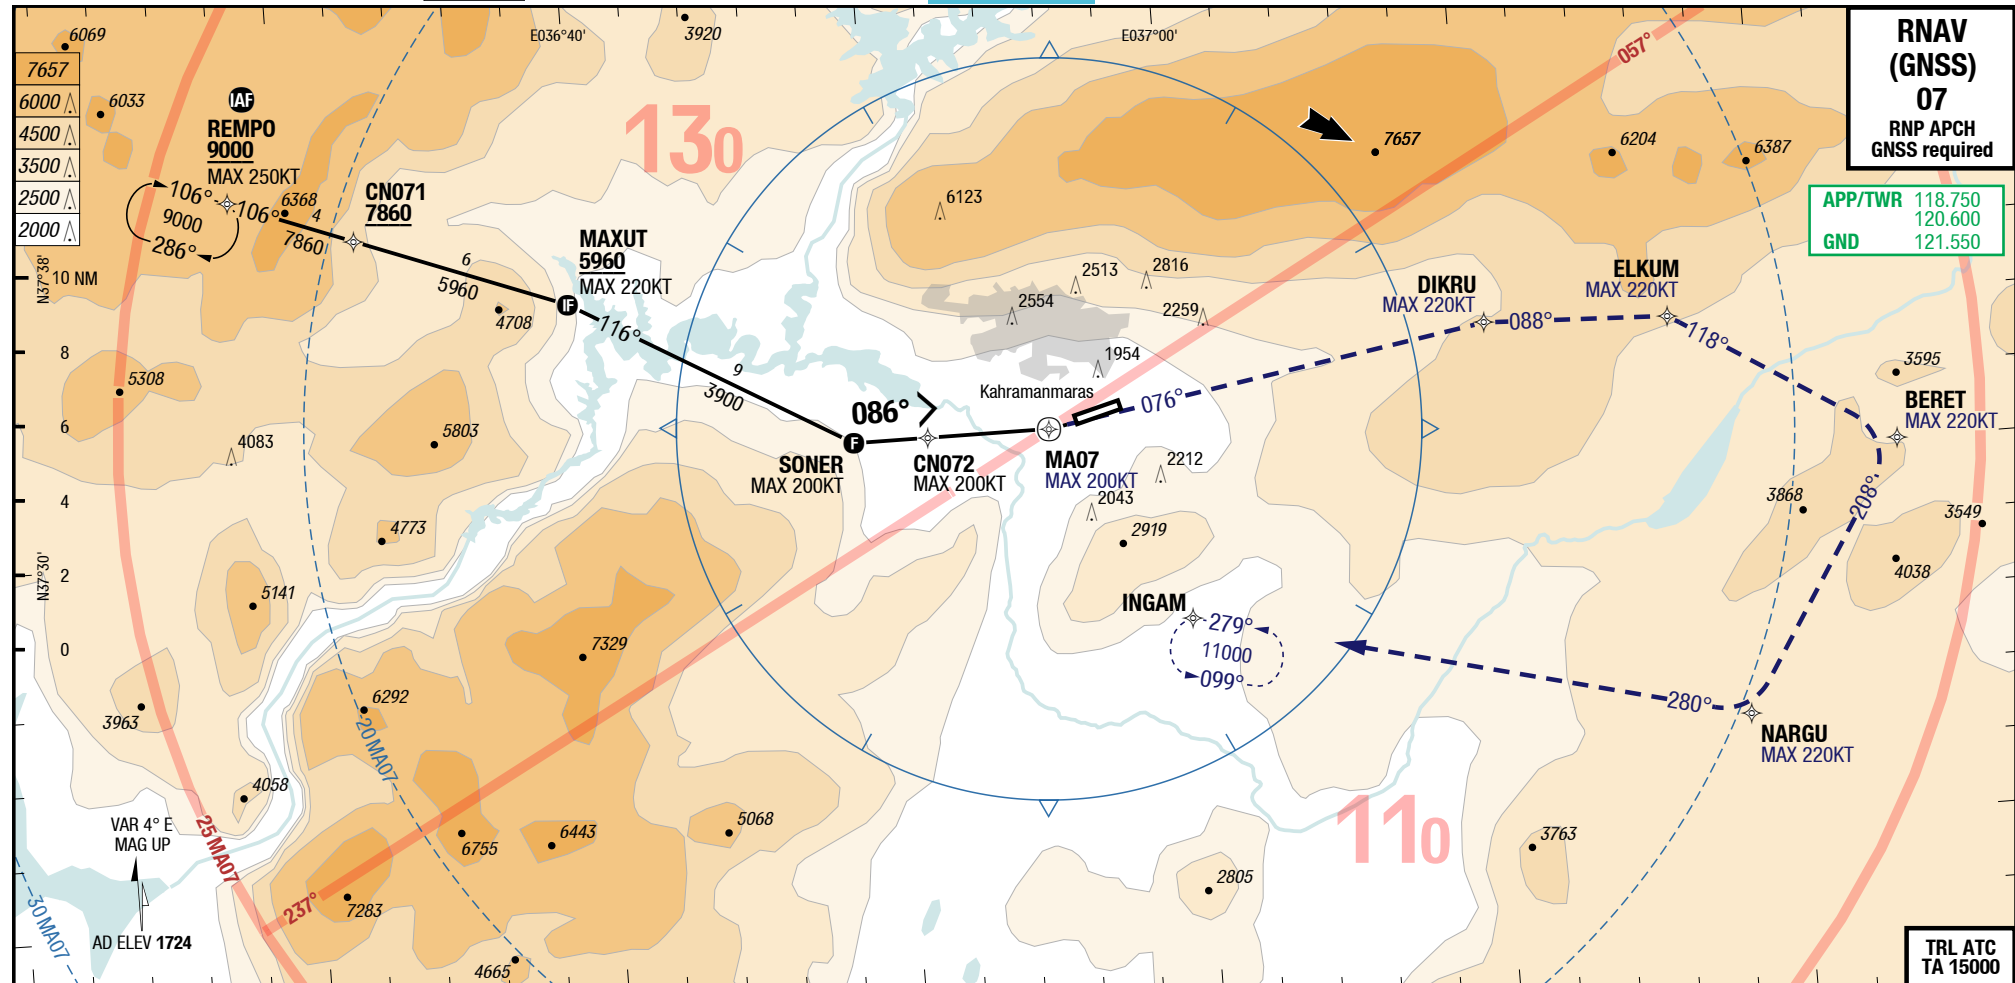 6069
3920
E036°40'
E037°00'
057°
RNAV
(GNSS)
07
RNP APCH
GNSS required
7657
6000
4500
3500
2500
2000
6033
IAF
REMPO
9000
MAX 250KT
130
7657
6204
6387
APP/TWR 118.750
120.600
GND 121.550
106°
9000
286°
106°
6368
4
7860
CN071
7860
6123
6
5960
MAXUT
5960
MAX 220KT
IF
4708
2513
2816
2554
2259
1954
Kahramanmaras
DIKRU
MAX 220KT
ELKUM
MAX 220KT
088°
118°
N37°38'
10 NM
8
6
4
2
0
N37°30'
5308
4083
5803
4773
5141
116°
9
3900
086°
F
SONER
MAX 200KT
CN072
MAX 200KT
MA07
MAX 200KT
076°
3595
BERET
MAX 220KT
2212
2043
2919
3868
208°
3549
4038
INGAM
279°
11000
099°
280°
NARGU
MAX 220KT
7329
6292
3963
20 MA07
4058
25 MA07
VAR 4° E
MAG UP
AD ELEV 1724
30 MA07
237°
7283
6755
6443
5068
4665
110
3763
2805
TRL ATC
TA 15000